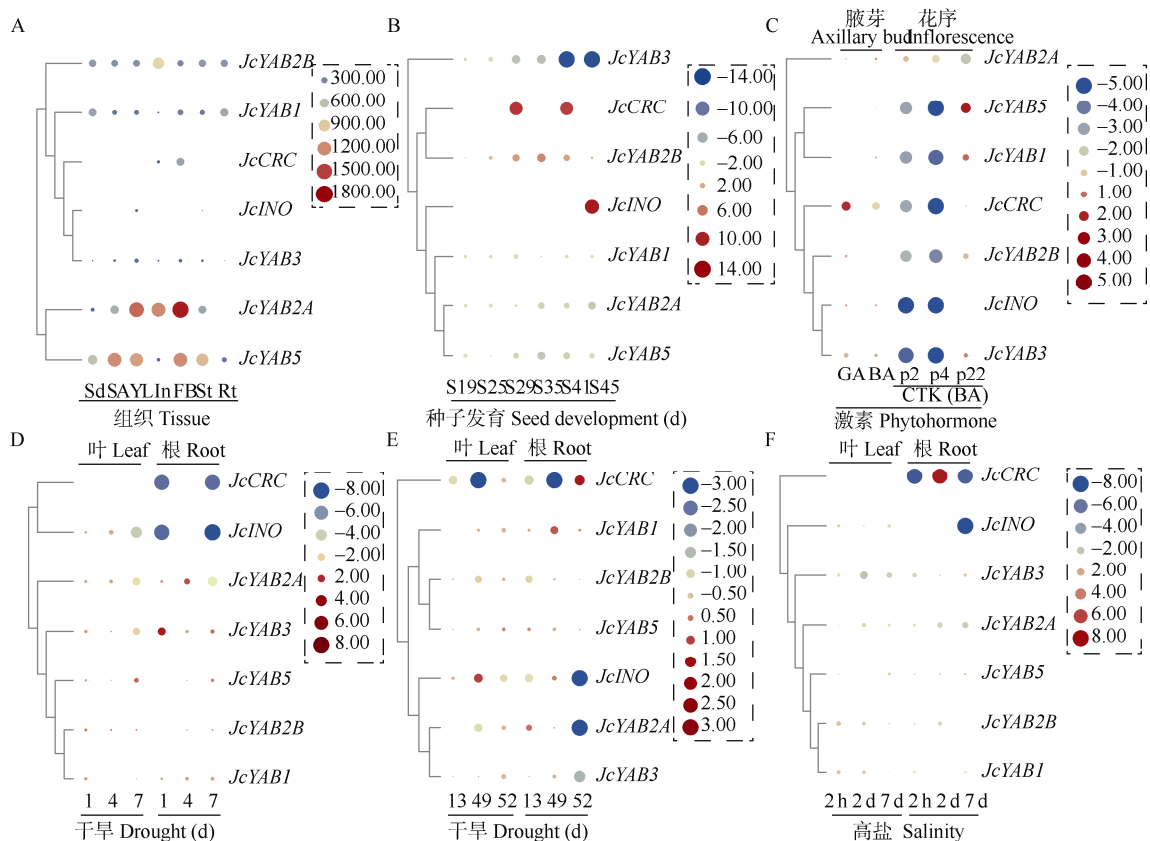 A
JcYAB2B
JcYAB1
JcCRC
JcINO
JcYAB3
JcYAB2A
JcYAB5
300.00
600.00
900.00
1200.00
1500.00
1800.00
Sd SA YL In FB St Rt
组织 Tissue
B
JcYAB3
JcCRC
JcYAB2B
JcINO
JcYAB1
JcYAB2A
JcYAB5
−14.00
−10.00
−6.00
−2.00
2.00
6.00
10.00
14.00
S19 S25 S29 S35 S41 S45
种子发育 Seed development (d)
C
腋芽 花序
Axillary bud Inflorescence
JcYAB2A
JcYAB5
JcYAB1
JcCRC
JcYAB2B
JcINO
JcYAB3
−5.00
−4.00
−3.00
−2.00
−1.00
1.00
2.00
3.00
4.00
5.00
GA BA p2 p4 p22
CTK (BA)
激素 Phytohormone
D
叶 Leaf 根 Root
JcCRC
JcINO
JcYAB2A
JcYAB3
JcYAB5
JcYAB2B
JcYAB1
−8.00
−6.00
−4.00
−2.00
2.00
4.00
6.00
8.00
1 4 7 1 4 7
干旱 Drought (d)
E
叶 Leaf 根 Root
JcCRC
JcYAB1
JcYAB2B
JcYAB5
JcINO
JcYAB2A
JcYAB3
−3.00
−2.50
−2.00
−1.50
−1.00
−0.50
0.50
1.00
1.50
2.00
2.50
3.00
13 49 52 13 49 52
干旱 Drought (d)
F
叶 Leaf 根 Root
JcCRC
JcINO
JcYAB3
JcYAB2A
JcYAB5
JcYAB2B
JcYAB1
−8.00
−6.00
−4.00
−2.00
2.00
4.00
6.00
8.00
2 h 2 d 7 d 2 h 2 d 7 d
高盐 Salinity